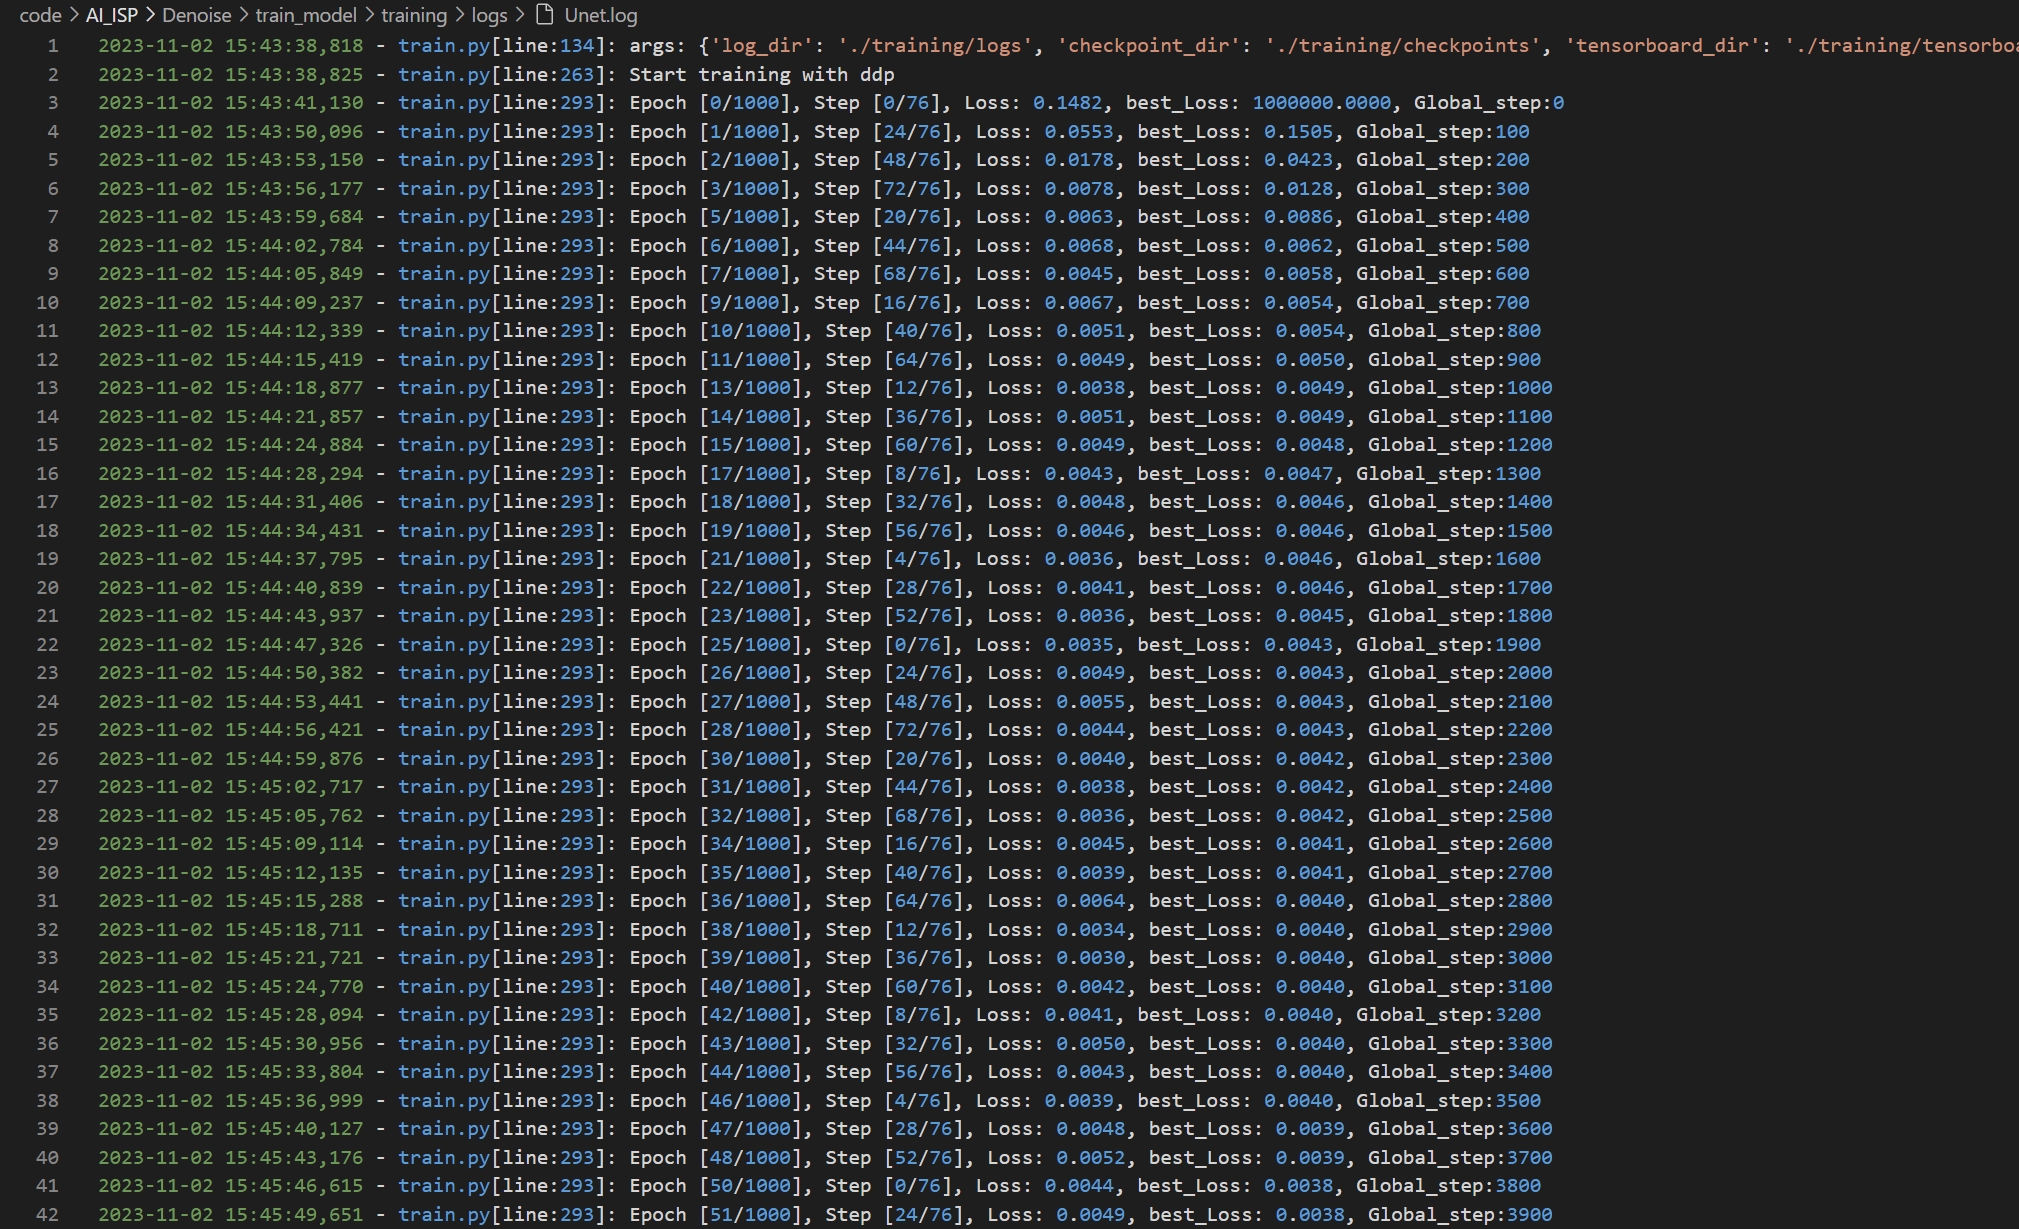 code > AI_ISP > Denoise > train_model > training > logs > Unet.log
1 2023-11-02 15:43:38,818 - train.py[line:134]: args: {'log_dir': './training/logs', 'checkpoint_dir': './training/checkpoints', 'tensorboard_dir': './training/tensorboa
2 2023-11-02 15:43:38,825 - train.py[line:263]: Start training with ddp
3 2023-11-02 15:43:41,130 - train.py[line:293]: Epoch [0/1000], Step [0/76], Loss: 0.1482, best_Loss: 1000000.0000, Global_step:0
4 2023-11-02 15:43:50,096 - train.py[line:293]: Epoch [1/1000], Step [24/76], Loss: 0.0553, best_Loss: 0.1505, Global_step:100
5 2023-11-02 15:43:53,150 - train.py[line:293]: Epoch [2/1000], Step [48/76], Loss: 0.0178, best_Loss: 0.0423, Global_step:200
6 2023-11-02 15:43:56,177 - train.py[line:293]: Epoch [3/1000], Step [72/76], Loss: 0.0078, best_Loss: 0.0128, Global_step:300
7 2023-11-02 15:43:59,684 - train.py[line:293]: Epoch [5/1000], Step [20/76], Loss: 0.0063, best_Loss: 0.0086, Global_step:400
8 2023-11-02 15:44:02,784 - train.py[line:293]: Epoch [6/1000], Step [44/76], Loss: 0.0068, best_Loss: 0.0062, Global_step:500
9 2023-11-02 15:44:05,849 - train.py[line:293]: Epoch [7/1000], Step [68/76], Loss: 0.0045, best_Loss: 0.0058, Global_step:600
10 2023-11-02 15:44:09,237 - train.py[line:293]: Epoch [9/1000], Step [16/76], Loss: 0.0067, best_Loss: 0.0054, Global_step:700
11 2023-11-02 15:44:12,339 - train.py[line:293]: Epoch [10/1000], Step [40/76], Loss: 0.0051, best_Loss: 0.0054, Global_step:800
12 2023-11-02 15:44:15,419 - train.py[line:293]: Epoch [11/1000], Step [64/76], Loss: 0.0049, best_Loss: 0.0050, Global_step:900
13 2023-11-02 15:44:18,877 - train.py[line:293]: Epoch [13/1000], Step [12/76], Loss: 0.0038, best_Loss: 0.0049, Global_step:1000
14 2023-11-02 15:44:21,857 - train.py[line:293]: Epoch [14/1000], Step [36/76], Loss: 0.0051, best_Loss: 0.0049, Global_step:1100
15 2023-11-02 15:44:24,884 - train.py[line:293]: Epoch [15/1000], Step [60/76], Loss: 0.0049, best_Loss: 0.0048, Global_step:1200
16 2023-11-02 15:44:28,294 - train.py[line:293]: Epoch [17/1000], Step [8/76], Loss: 0.0043, best_Loss: 0.0047, Global_step:1300
17 2023-11-02 15:44:31,406 - train.py[line:293]: Epoch [18/1000], Step [32/76], Loss: 0.0048, best_Loss: 0.0046, Global_step:1400
18 2023-11-02 15:44:34,431 - train.py[line:293]: Epoch [19/1000], Step [56/76], Loss: 0.0046, best_Loss: 0.0046, Global_step:1500
19 2023-11-02 15:44:37,795 - train.py[line:293]: Epoch [21/1000], Step [4/76], Loss: 0.0036, best_Loss: 0.0046, Global_step:1600
20 2023-11-02 15:44:40,839 - train.py[line:293]: Epoch [22/1000], Step [28/76], Loss: 0.0041, best_Loss: 0.0046, Global_step:1700
21 2023-11-02 15:44:43,937 - train.py[line:293]: Epoch [23/1000], Step [52/76], Loss: 0.0036, best_Loss: 0.0045, Global_step:1800
22 2023-11-02 15:44:47,326 - train.py[line:293]: Epoch [25/1000], Step [0/76], Loss: 0.0035, best_Loss: 0.0043, Global_step:1900
23 2023-11-02 15:44:50,382 - train.py[line:293]: Epoch [26/1000], Step [24/76], Loss: 0.0049, best_Loss: 0.0043, Global_step:2000
24 2023-11-02 15:44:53,441 - train.py[line:293]: Epoch [27/1000], Step [48/76], Loss: 0.0055, best_Loss: 0.0043, Global_step:2100
25 2023-11-02 15:44:56,421 - train.py[line:293]: Epoch [28/1000], Step [72/76], Loss: 0.0044, best_Loss: 0.0043, Global_step:2200
26 2023-11-02 15:44:59,876 - train.py[line:293]: Epoch [30/1000], Step [20/76], Loss: 0.0040, best_Loss: 0.0042, Global_step:2300
27 2023-11-02 15:45:02,717 - train.py[line:293]: Epoch [31/1000], Step [44/76], Loss: 0.0038, best_Loss: 0.0042, Global_step:2400
28 2023-11-02 15:45:05,762 - train.py[line:293]: Epoch [32/1000], Step [68/76], Loss: 0.0036, best_Loss: 0.0042, Global_step:2500
29 2023-11-02 15:45:09,114 - train.py[line:293]: Epoch [34/1000], Step [16/76], Loss: 0.0045, best_Loss: 0.0041, Global_step:2600
30 2023-11-02 15:45:12,135 - train.py[line:293]: Epoch [35/1000], Step [40/76], Loss: 0.0039, best_Loss: 0.0041, Global_step:2700
31 2023-11-02 15:45:15,288 - train.py[line:293]: Epoch [36/1000], Step [64/76], Loss: 0.0064, best_Loss: 0.0040, Global_step:2800
32 2023-11-02 15:45:18,711 - train.py[line:293]: Epoch [38/1000], Step [12/76], Loss: 0.0034, best_Loss: 0.0040, Global_step:2900
33 2023-11-02 15:45:21,721 - train.py[line:293]: Epoch [39/1000], Step [36/76], Loss: 0.0030, best_Loss: 0.0040, Global_step:3000
34 2023-11-02 15:45:24,770 - train.py[line:293]: Epoch [40/1000], Step [60/76], Loss: 0.0042, best_Loss: 0.0040, Global_step:3100
35 2023-11-02 15:45:28,094 - train.py[line:293]: Epoch [42/1000], Step [8/76], Loss: 0.0041, best_Loss: 0.0040, Global_step:3200
36 2023-11-02 15:45:30,956 - train.py[line:293]: Epoch [43/1000], Step [32/76], Loss: 0.0050, best_Loss: 0.0040, Global_step:3300
37 2023-11-02 15:45:33,804 - train.py[line:293]: Epoch [44/1000], Step [56/76], Loss: 0.0043, best_Loss: 0.0040, Global_step:3400
38 2023-11-02 15:45:36,999 - train.py[line:293]: Epoch [46/1000], Step [4/76], Loss: 0.0039, best_Loss: 0.0040, Global_step:3500
39 2023-11-02 15:45:40,127 - train.py[line:293]: Epoch [47/1000], Step [28/76], Loss: 0.0048, best_Loss: 0.0039, Global_step:3600
40 2023-11-02 15:45:43,176 - train.py[line:293]: Epoch [48/1000], Step [52/76], Loss: 0.0052, best_Loss: 0.0039, Global_step:3700
41 2023-11-02 15:45:46,615 - train.py[line:293]: Epoch [50/1000], Step [0/76], Loss: 0.0044, best_Loss: 0.0038, Global_step:3800
42 2023-11-02 15:45:49,651 - train.py[line:293]: Epoch [51/1000], Step [24/76], Loss: 0.0049, best_Loss: 0.0038, Global_step:3900